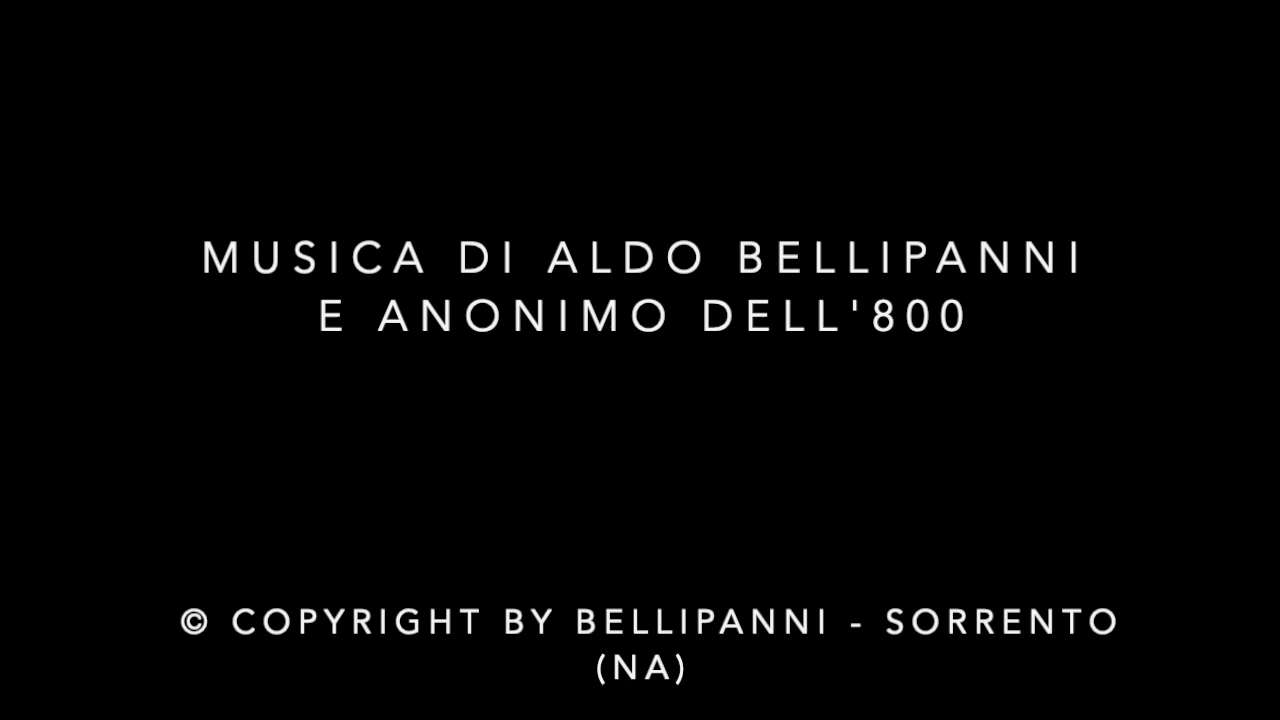 MUSICA DI ALDO BELLIPANNI
E ANONIMO DELL'800
© COPYRIGHT BY BELLIPANNI - SORRENTO
(NA)